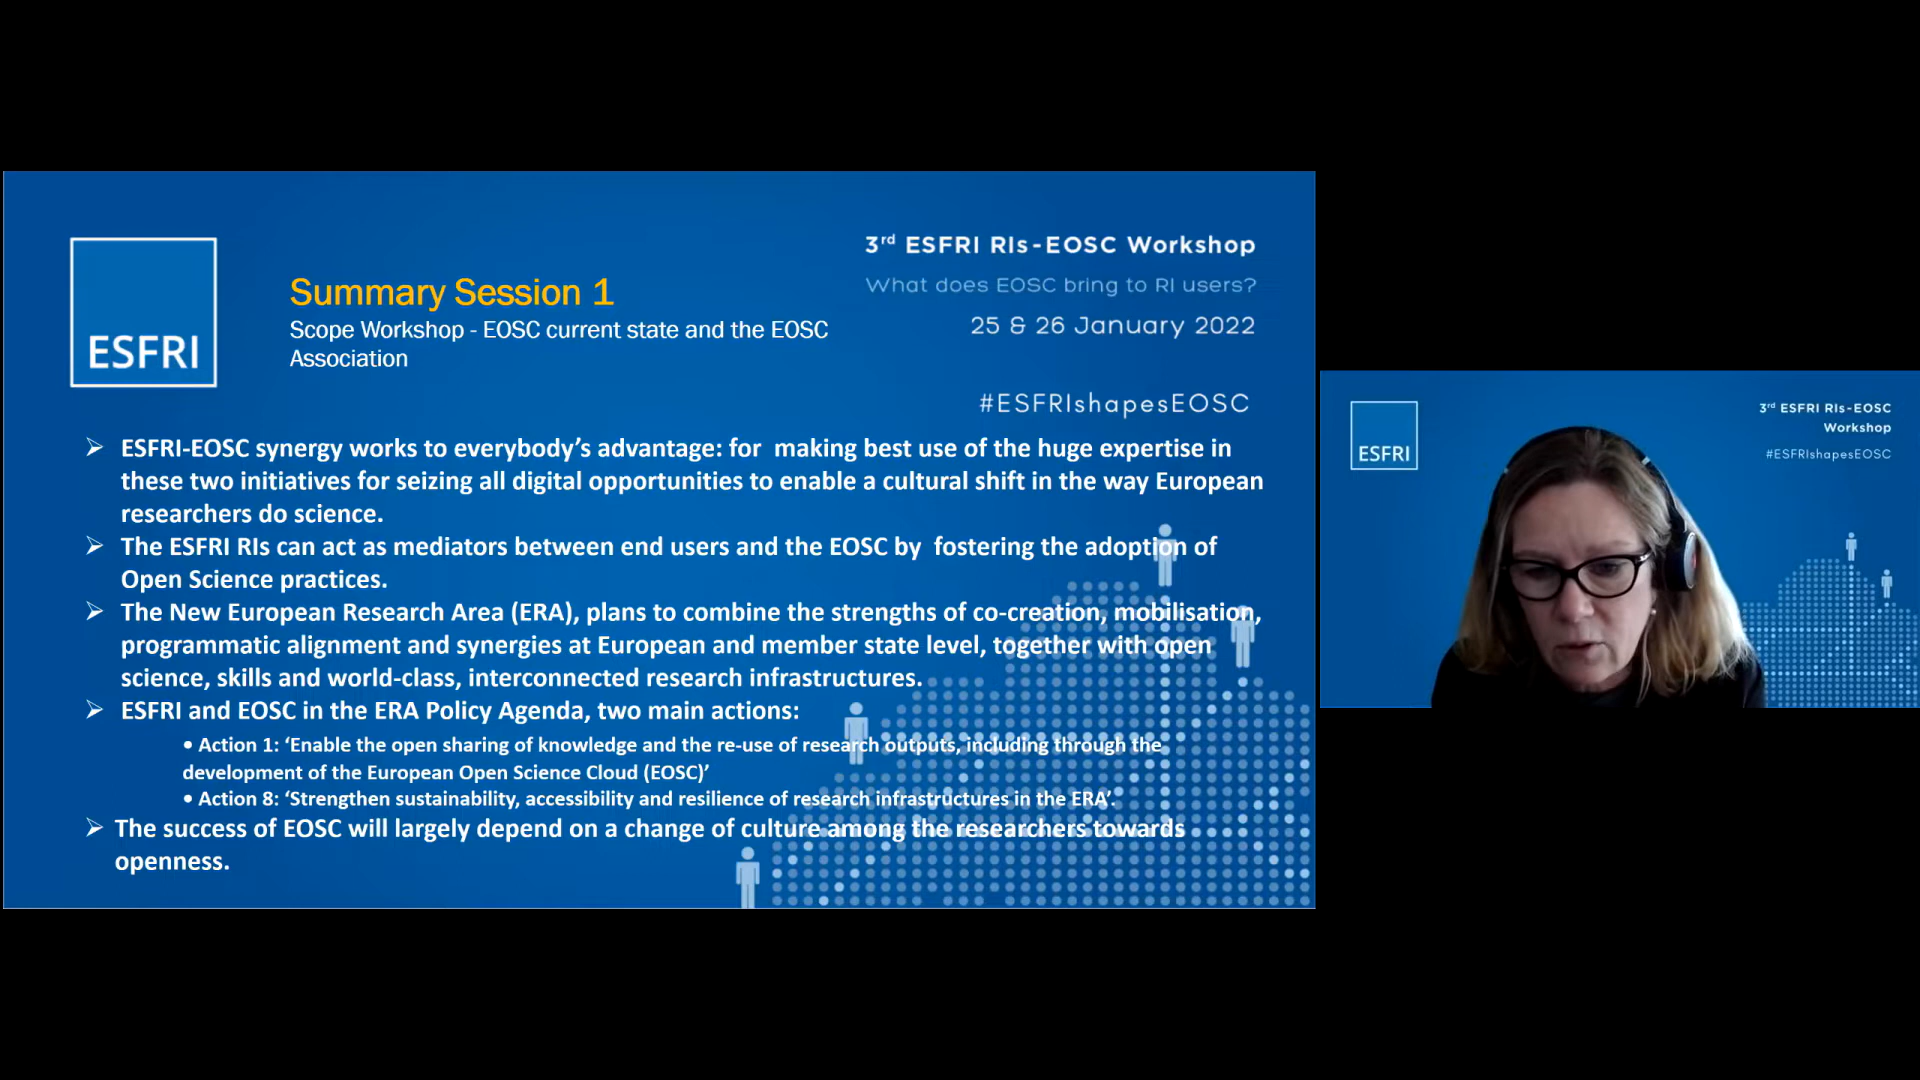 ESFRI
Summary Session 1
Scope Workshop - EOSC current state and the EOSC
Association
3rd ESFRI RIs-EOSC Workshop
What does EOSC bring to RI users?
25 & 26 January 2022
#ESFRIshapesEOSC
➢ ESFRI-EOSC synergy works to everybody’s advantage: for  making best use of the huge expertise in
these two initiatives for seizing all digital opportunities to enable a cultural shift in the way European
researchers do science.
➢ The ESFRI RIs can act as mediators between end users and the EOSC by  fostering the adoption of
Open Science practices.
➢ The New European Research Area (ERA), plans to combine the strengths of co-creation, mobilisation,
programmatic alignment and synergies at European and member state level, together with open
science, skills and world-class, interconnected research infrastructures.
➢ ESFRI and EOSC in the ERA Policy Agenda, two main actions:
• Action 1: ‘Enable the open sharing of knowledge and the re-use of research outputs, including through the
development of the European Open Science Cloud (EOSC)’
• Action 8: ‘Strengthen sustainability, accessibility and resilience of research infrastructures in the ERA’.
➢ The success of EOSC will largely depend on a change of culture among the researchers towards
openness.
ESFRI
3rd ESFRI RIs-EOSC
Workshop
#ESFRIshapesEOSC